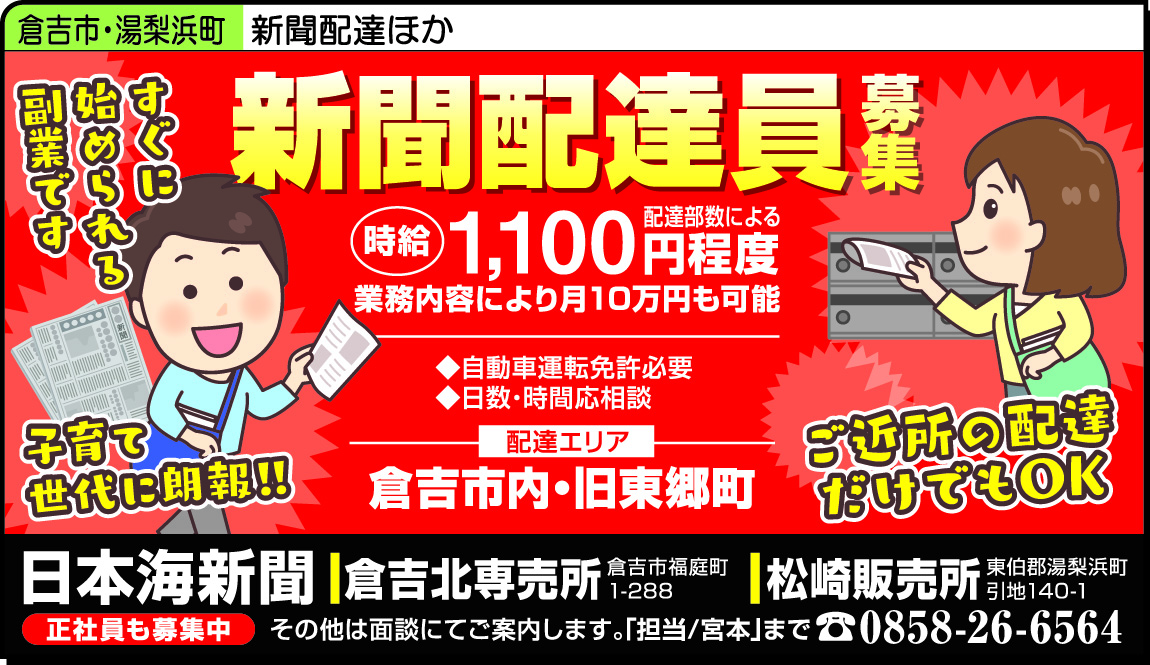 倉吉市・湯梨浜町 新聞配達ほか
すぐに
始められる
副業です
新聞配達員募集
時給 1,100円程度
配達部数による
業務内容により月10万円も可能
◆自動車運転免許必要
◆日数・時間応相談
配達エリア
倉吉市内・旧東郷町
新聞
子育て
世代に朗報!!
ご近所の配達
だけでもOK
日本海新聞
倉吉北専売所 倉吉市福庭町
1-288
松崎販売所 東伯郡湯梨浜町
引地140-1
正社員も募集中 その他は面談にてご案内します。「担当/宮本」まで ☎0858-26-6564